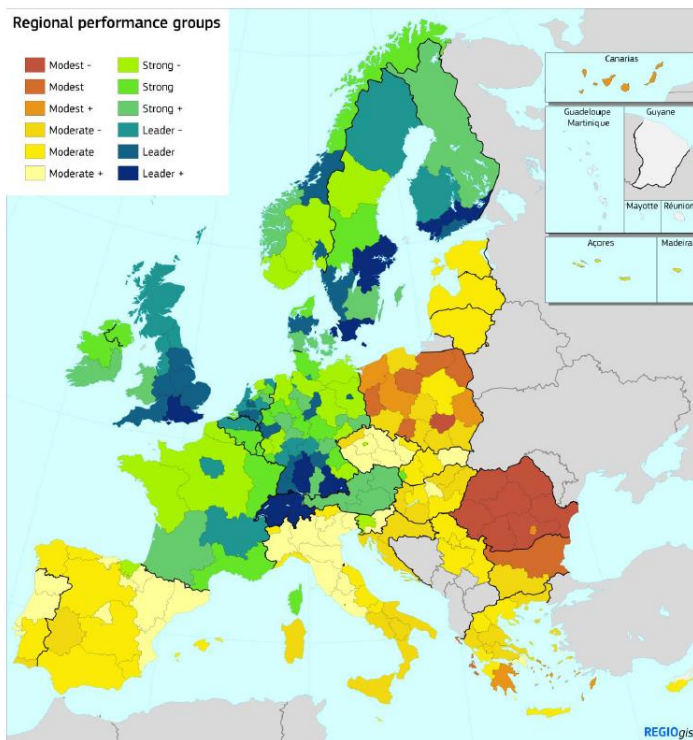 Regional performance groups
Modest -
Modest
Modest +
Moderate -
Moderate
Moderate +
Strong -
Strong
Strong +
Leader -
Leader
Leader +
Canarias
Guadeloupe
Martinique
Guyane
Mayotte
Réunion
Açores
Madeira
REGIOgis